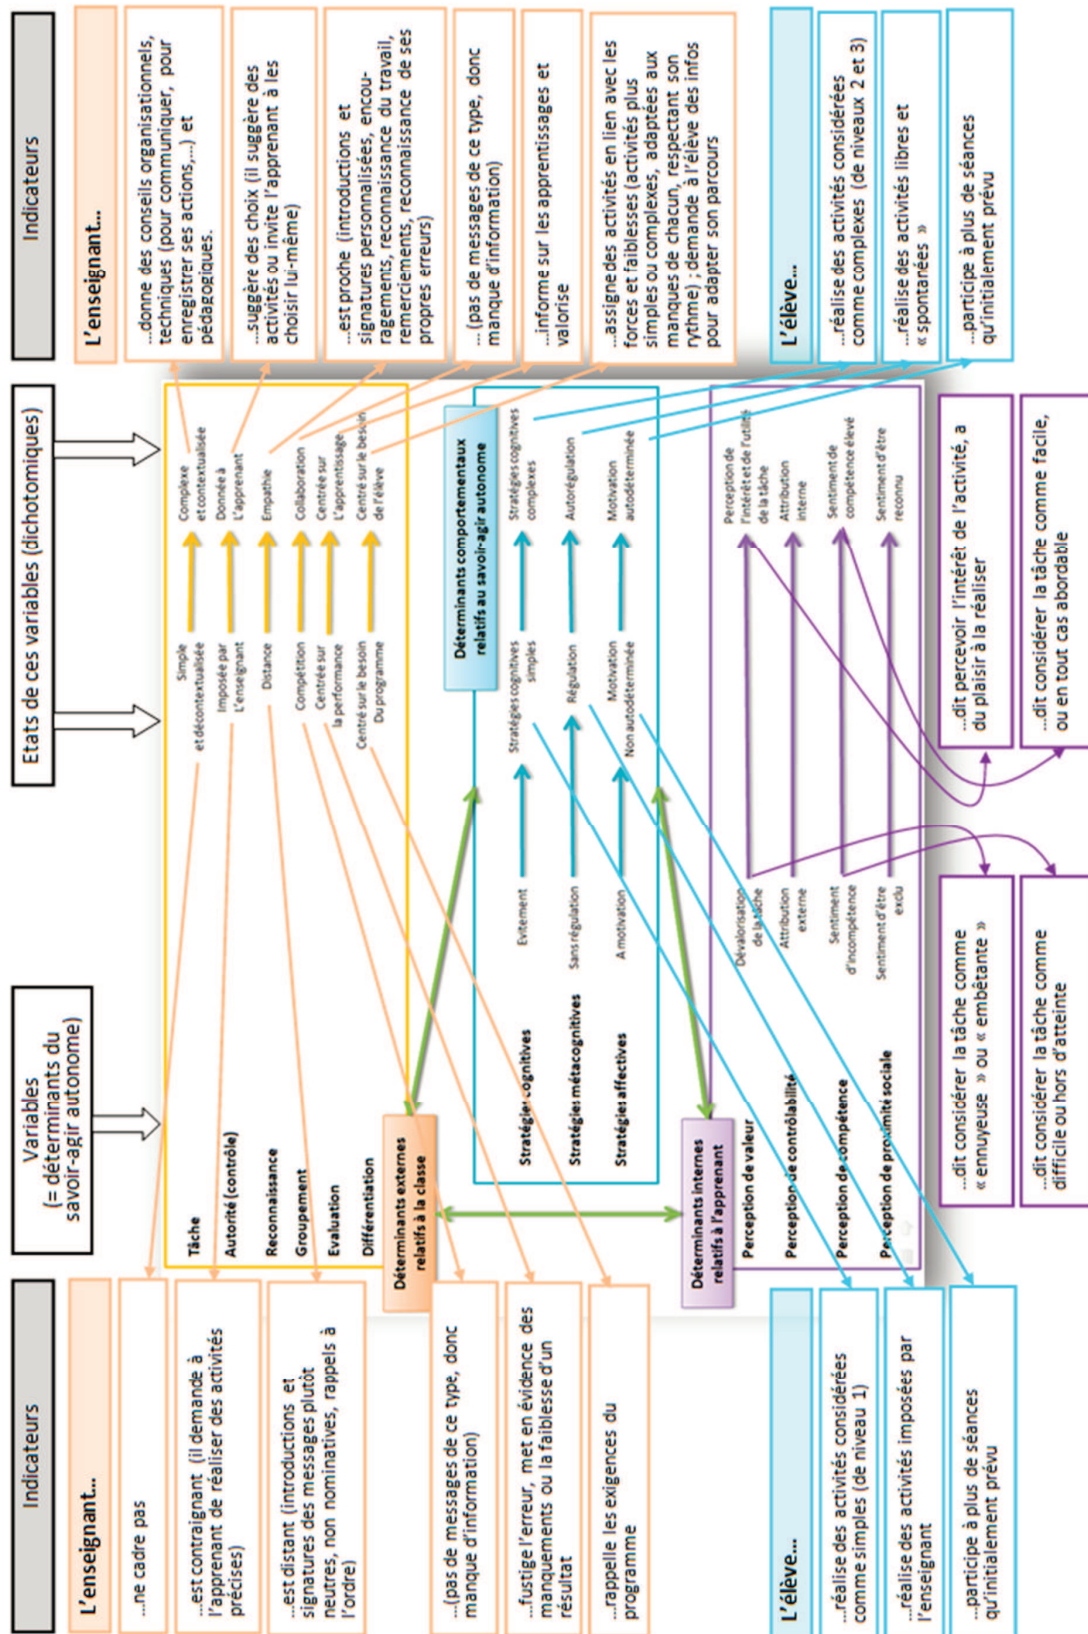 Indicateurs
Variables
(= déterminants du
savoir-agir autonome)
Etats de ces variables (dichotomiques)
Indicateurs
L'enseignant...
...ne cadre pas
...est contraignant (il demande à
l'apprenant de réaliser des activités
précises)
...est distant (introductions et
signatures des messages plutôt
neutres, non nominatives, rappels à
l'ordre)
...(pas de messages de ce type, donc
manque d'information)
...fustige l'erreur, met en évidence des
manquements ou la faiblesse d'un
résultat
...rappelle les exigences du
programme
L'élève...
...réalise des activités considérées
comme simples (de niveau 1)
...réalise des activités imposées par
l'enseignant
...participe à plus de séances
qu'initialement prévu
Tâche
Simple
et décontextualisée
Complexe
et contextualisée
Autorité (contrôle)
Imposée par
L'enseignant
Donnée à
L'apprenant
Reconnaissance
Distance
Empathie
Groupement
Compétition
Collaboration
Evaluation
Centrée sur
la performance
Centrée sur
L'apprentissage
Différentiation
Centré sur le besoin
Du programme
Centré sur le besoin
de l'élève
Déterminants externes
relatifs à la classe
Déterminants comportementaux
relatifs au savoir-agir autonome
Stratégies cognitives
Evitement
Stratégies cognitives
simples
Stratégies cognitives
complexes
Stratégies métacognitives
Sans régulation
Régulation
Autorégulation
Stratégies affectives
Amotivation
Motivation
Non autodéterminée
Motivation
autodéterminée
Déterminants internes
relatifs à l'apprenant
Perception de valeur
Dévalorisation
de la tâche
Perception de
l'intérêt et de l'utilité
de la tâche
Perception de contrôlabilité
Attribution
externe
Attribution
interne
Perception de compétence
Sentiment
d'incompétence
Sentiment de
compétence élevé
Perception de proximité sociale
Sentiment d'être
exclu
Sentiment d'être
reconnu
...dit considérer la tâche comme
« ennuyeuse » ou « embêtante »
...dit considérer la tâche comme
difficile ou hors d'atteinte
...dit percevoir l'intérêt de l'activité, a
du plaisir à la réaliser
...dit considérer la tâche comme facile,
ou en tout cas abordable
L'enseignant...
...donne des conseils organisationnels,
techniques (pour communiquer, pour
enregistrer ses actions,...) et
pédagogiques.
...suggère des choix (il suggère des
activités ou invite l'apprenant à les
choisir lui-même)
...est proche (introductions et
signatures personnalisées, encou-
ragements, reconnaissance du travail,
remerciements, reconnaissance de ses
propres erreurs)
...(pas de messages de ce type, donc
manque d'information)
...informe sur les apprentissages et
valorise
...assigne des activités en lien avec les
forces et faiblesses (activités plus
simples ou complexes, adaptées aux
manques de chacun, respectant son
rythme) ; demande à l'élève des infos
pour adapter son parcours
L'élève...
...réalise des activités considérées
comme complexes (de niveaux 2 et 3)
...réalise des activités libres et
« spontanées »
...participe à plus de séances
qu'initialement prévu